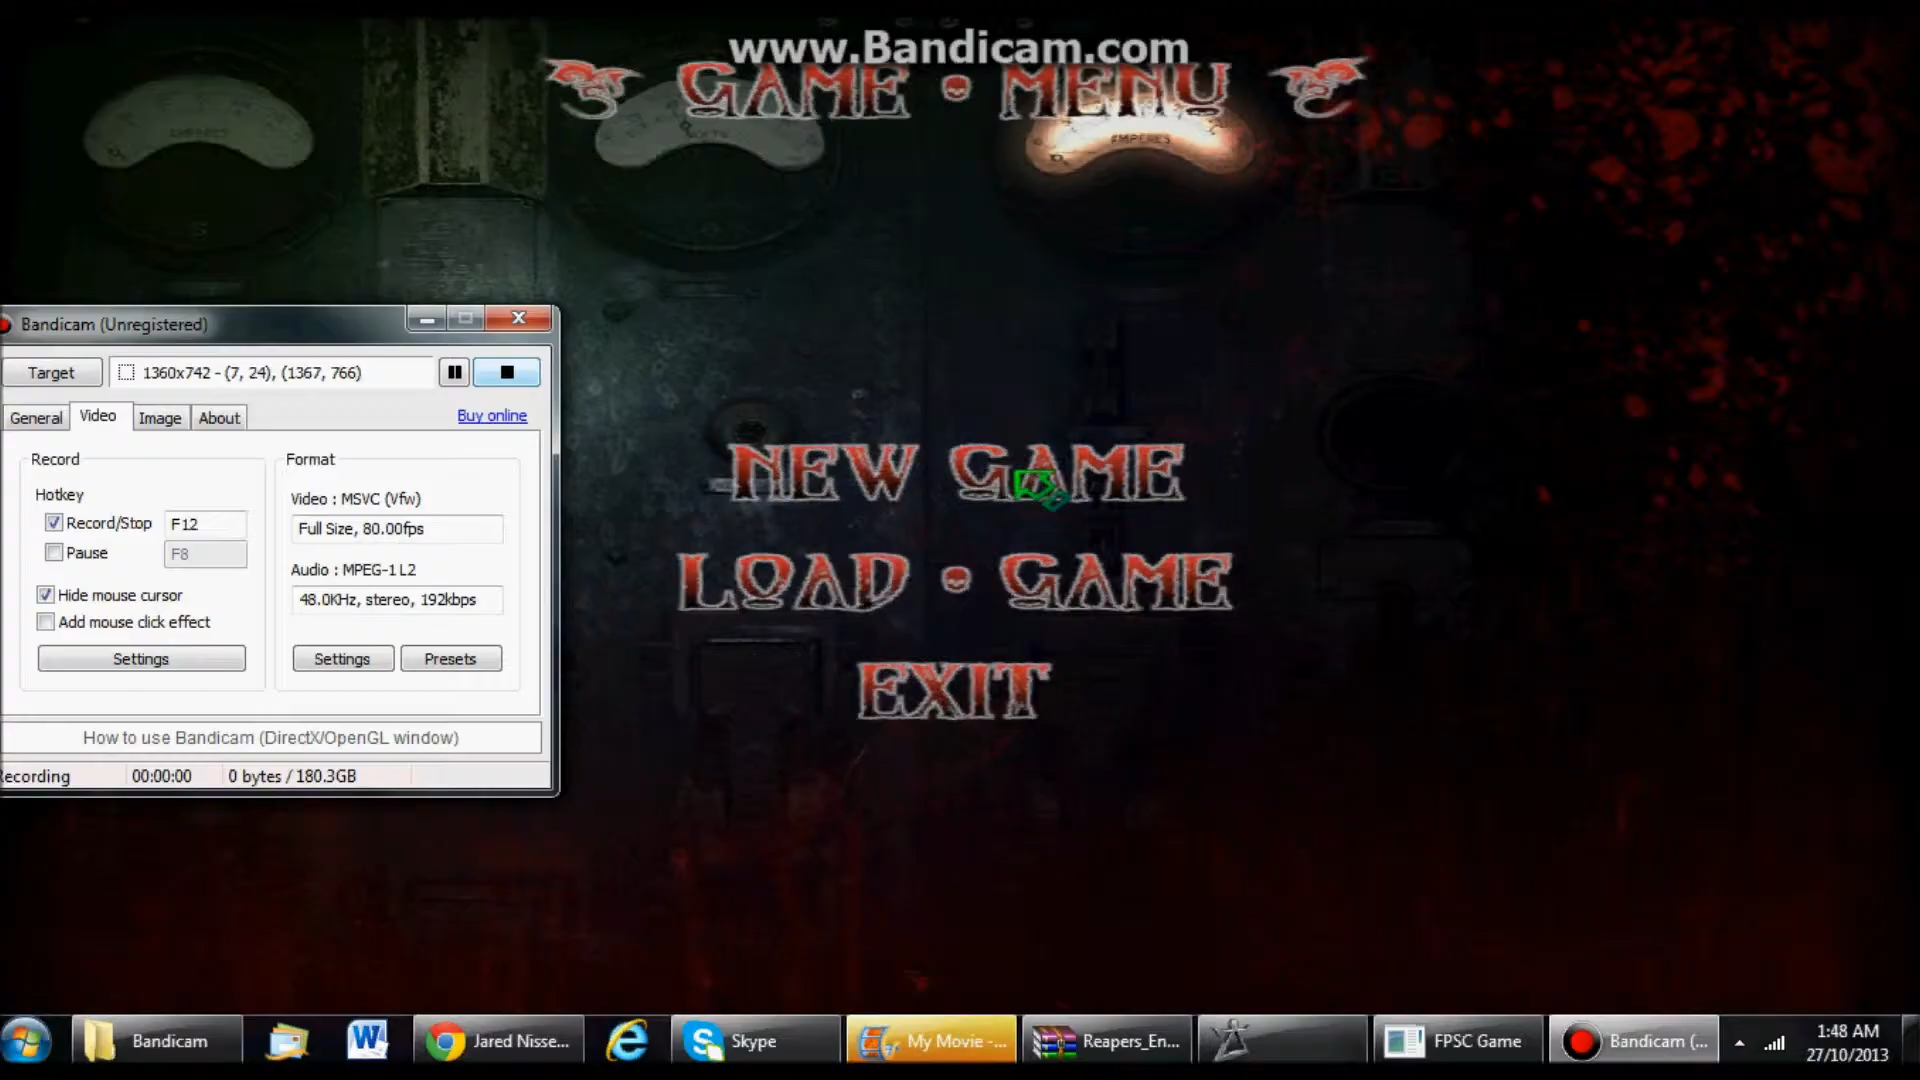 www.Bandicam.com
GAME • MENU
AMPERES
Bandicam (Unregistered)
Target
1360x742 - (7, 24), (1367, 766)
General
Video
Image
About
Buy online
Record
Format
Hotkey
Record/Stop
F12
Pause
F8
Hide mouse cursor
Add mouse click effect
Settings
Video : MSVC (Vfw)
Full Size, 80.00fps
Audio : MPEG-1 L2
48.0KHz, stereo, 192kbps
Settings
Presets
How to use Bandicam (DirectX/OpenGL window)
ecording
00:00:00
0 bytes / 180.3GB
NEW GAME
LOAD • GAME
EXIT
Bandicam
Jared Nisse...
Skype
My Movie -...
Reapers_En...
FPSC Game
Bandicam (...
1:48 AM
27/10/2013